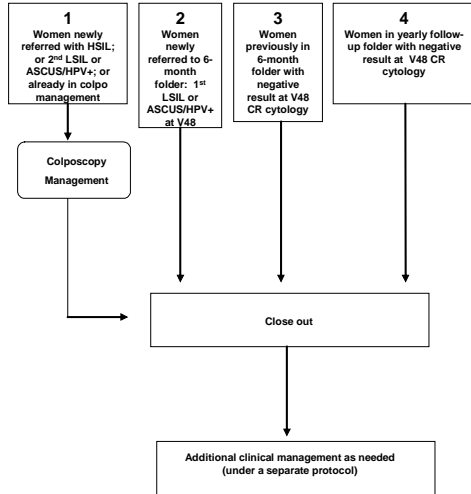 1
Women newly
referred with HSIL;
or 2nd LSIL or
ASCUS/HPV+; or
already in colpo
management
2
Women
newly
referred to 6-
month
folder: 1st
LSIL or
ASCUS/HPV+
at V48
3
Women
previously in
6-month
folder with
negative
result at V48
CR cytology
4
Women in yearly follow-
up folder with negative
result at V48 CR
cytology
Colposcopy
Management
Close out
Additional clinical management as needed
(under a separate protocol)